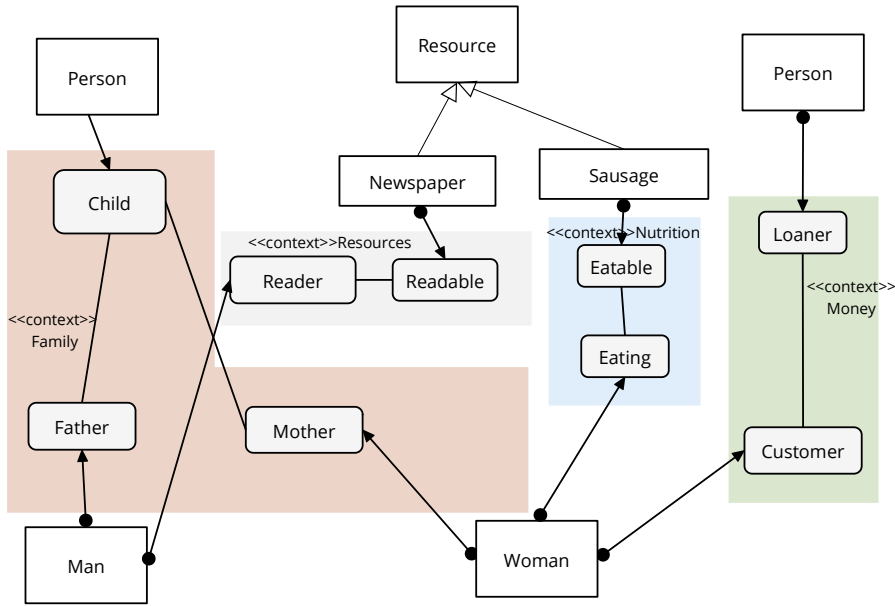 Resource
Person
Person
Newspaper
Sausage
Child
Loaner
<<context>>Resources
<<context>>Nutrition
Reader
Readable
Eatable
<<context>>
Money
<<context>>
Family
Eating
Father
Mother
Customer
Man
Woman